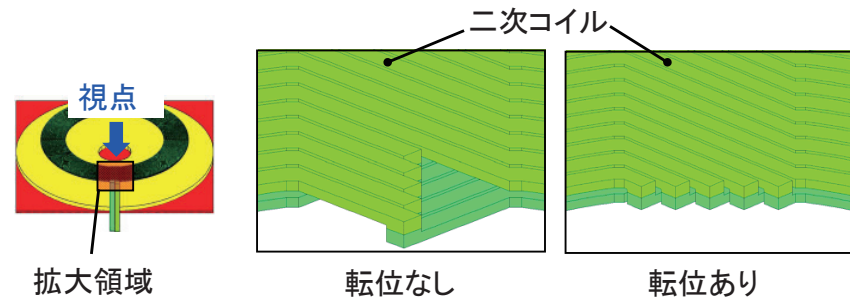 二次コイル
視点
拡大領域
転位なし
転位あり